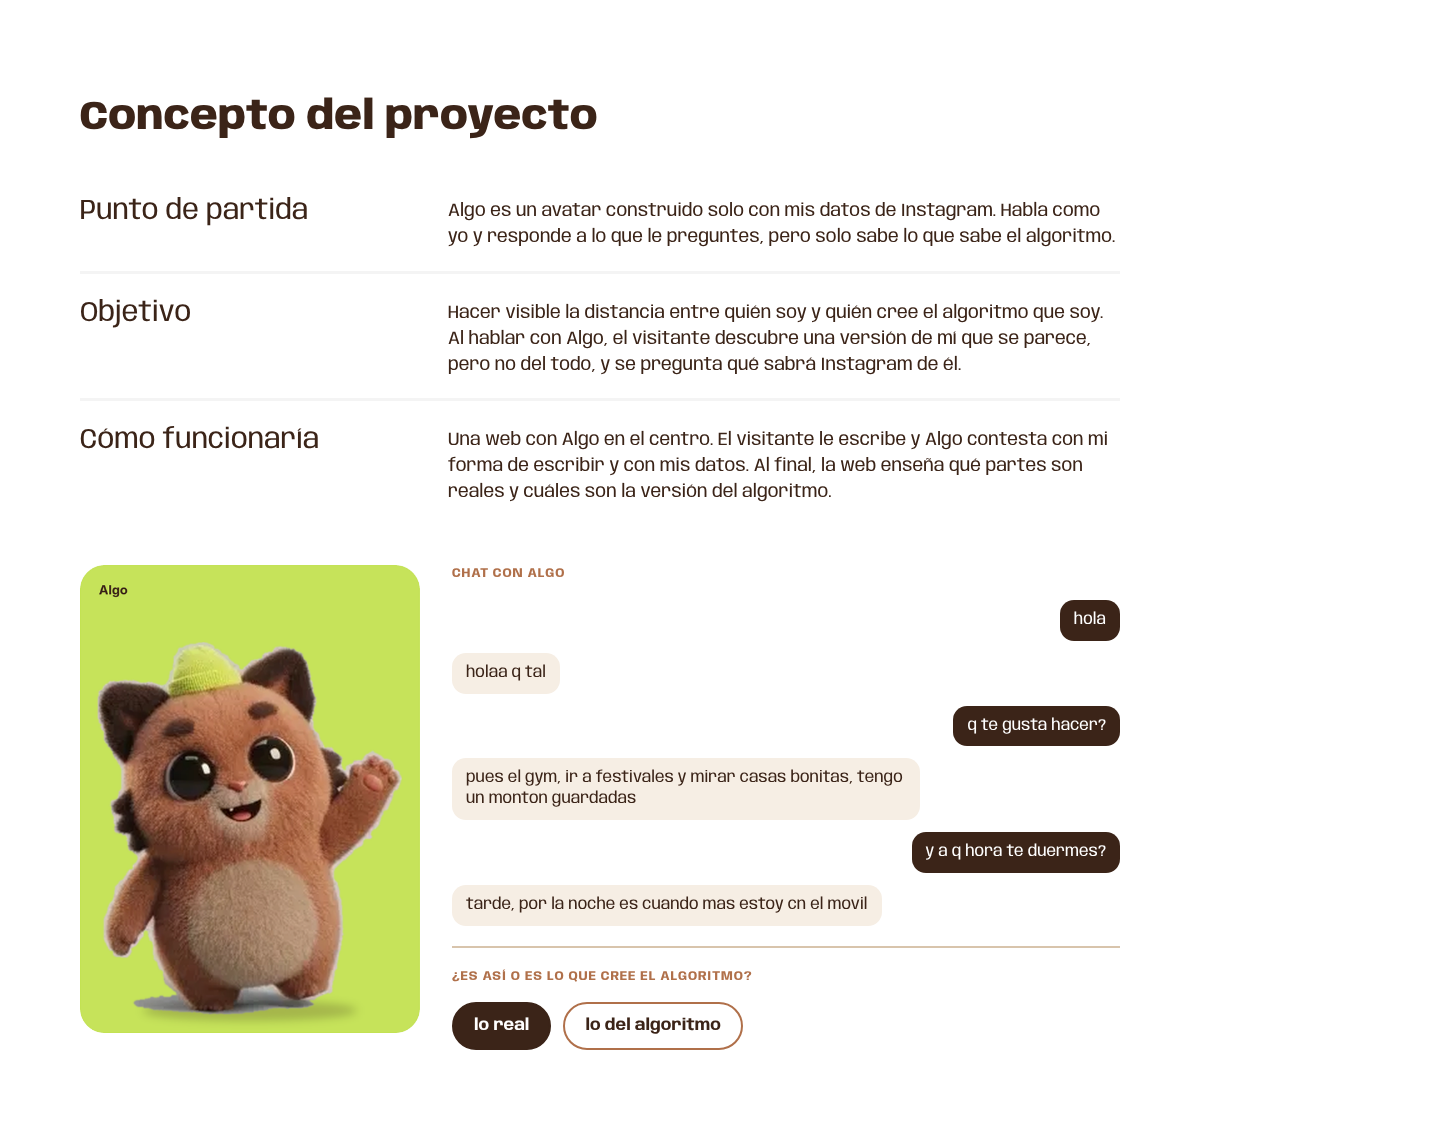 Concepto del proyecto
Punto de partida
Algo es un avatar construido solo con mis datos de Instagram. Habla como
yo y responde a lo que le preguntes, pero solo sabe lo que sabe el algoritmo.
Objetivo
Hacer visible la distancia entre quién soy y quién cree el algoritmo que soy.
Al hablar con Algo, el visitante descubre una versión de mí que se parece,
pero no del todo, y se pregunta qué sabrá Instagram de él.
Cómo funcionaría
Una web con Algo en el centro. El visitante le escribe y Algo contesta con mi
forma de escribir y con mis datos. Al final, la web enseña qué partes son
reales y cuáles son la versión del algoritmo.
Algo
CHAT CON ALGO
hola
holaa q tal
q te gusta hacer?
pues el gym, ir a festivales y mirar casas bonitas, tengo
un monton guardadas
y a q hora te duermes?
tarde, por la noche es cuando mas estoy cn el movil
¿ES ASÍ O ES LO QUE CREE EL ALGORITMO?
lo real
lo del algoritmo